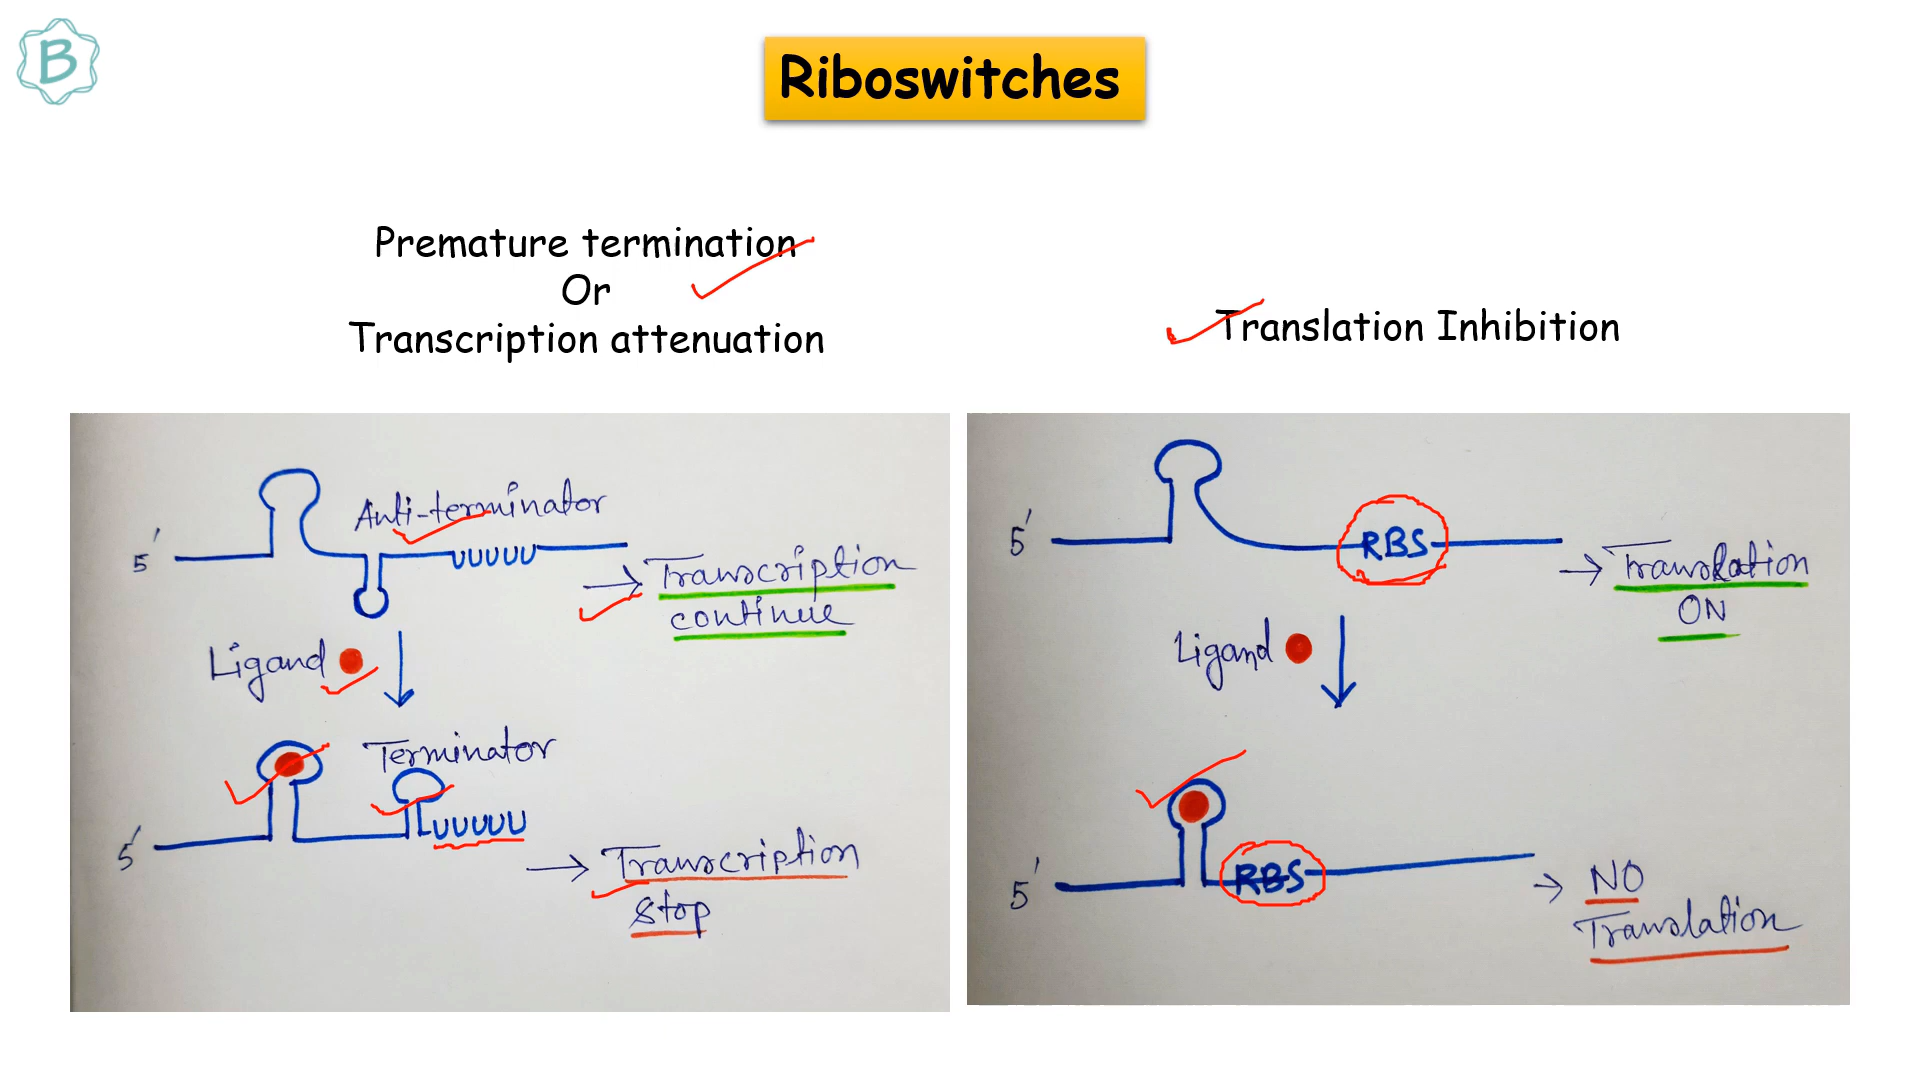 B
Riboswitches
Premature termination
Or
Transcription attenuation
Translation Inhibition
Anti-terminator
5'
UUUUU
Transcription
continue
Ligand
Terminator
5'
UUUUU
Transcription
stop
5'
RBS
Translation
ON
Ligand
5'
RBS
NO
Translation